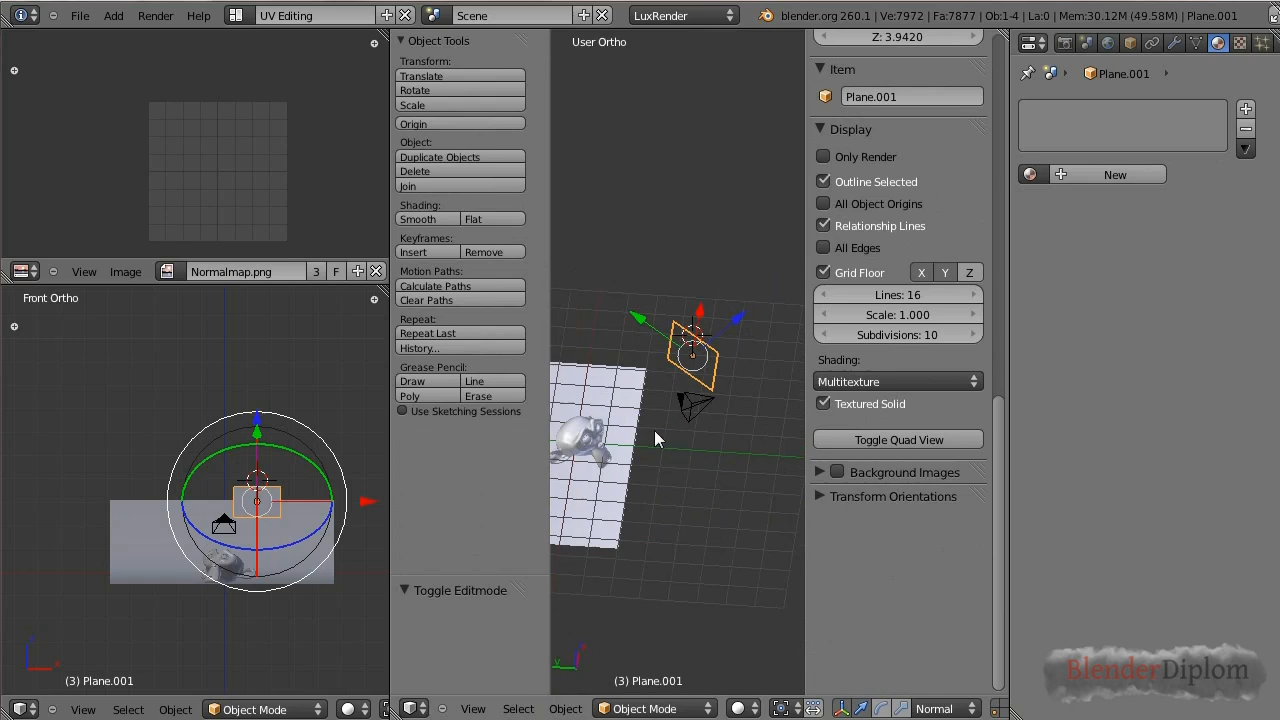 File Add Render Help UV Editing Scene LuxRender blender.org 260.1 | Ve:7972 | Fa:7877 | Ob:1-4 | La:0 | Mem:30.12M (49.58M) | Plane.001
Object Tools
Transform:
Translate
Rotate
Scale
Origin
Object:
Duplicate Objects
Delete
Join
Shading:
Smooth Flat
Keyframes:
Insert Remove
Motion Paths:
Calculate Paths
Clear Paths
Repeat:
Repeat Last
History...
Grease Pencil:
Draw Line
Poly Erase
Use Sketching Sessions
Toggle Editmode
View Image Normalmap.png 3 F
Front Ortho
(3) Plane.001
View Select Object Object Mode
User Ortho
(3) Plane.001
View Select Object Object Mode Normal
Z: 3.9420
Item
Plane.001
Display
Only Render
Outline Selected
All Object Origins
Relationship Lines
All Edges
Grid Floor X Y Z
Lines: 16
Scale: 1.000
Subdivisions: 10
Shading:
Multitexture
Textured Solid
Toggle Quad View
Background Images
Transform Orientations
Plane.001
New
BlenderDiplom